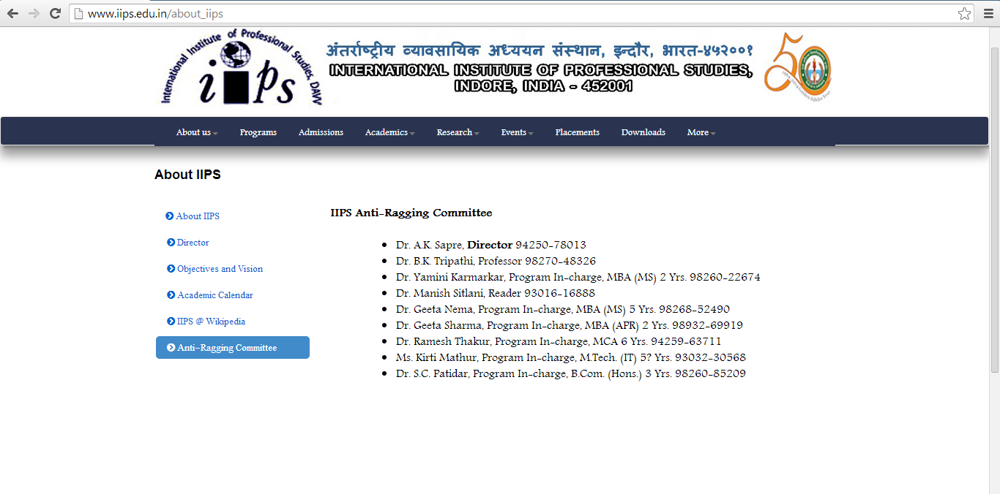 www.iips.edu.in/about_iips
International Institute of Professional Studies, DAVV
iips
अंतर्राष्ट्रीय व्यावसायिक अध्ययन संस्थान, इन्दौर, भारत-४५२००१
INTERNATIONAL INSTITUTE OF PROFESSIONAL STUDIES,
INDORE, INDIA - 452001
50
About us Programs Admissions Academics Research Events Placements Downloads More
About IIPS
About IIPS
Director
Objectives and Vision
Academic Calendar
IIPS @ Wikipedia
Anti-Ragging Committee
IIPS Anti-Ragging Committee
Dr. A.K. Sapre, Director 94250-78013
Dr. B.K. Tripathi, Professor 98270-48326
Dr. Yamini Karmarkar, Program In-charge, MBA (MS) 2 Yrs. 98260-22674
Dr. Manish Sitlani, Reader 93016-16888
Dr. Geeta Nema, Program In-charge, MBA (MS) 5 Yrs. 98268-52490
Dr. Geeta Sharma, Program In-charge, MBA (APR) 2 Yrs. 98932-69919
Dr. Ramesh Thakur, Program In-charge, MCA 6 Yrs. 94259-63711
Ms. Kirti Mathur, Program In-charge, M.Tech. (IT) 5? Yrs. 93032-30568
Dr. S.C. Patidar, Program In-charge, B.Com. (Hons.) 3 Yrs. 98260-85209